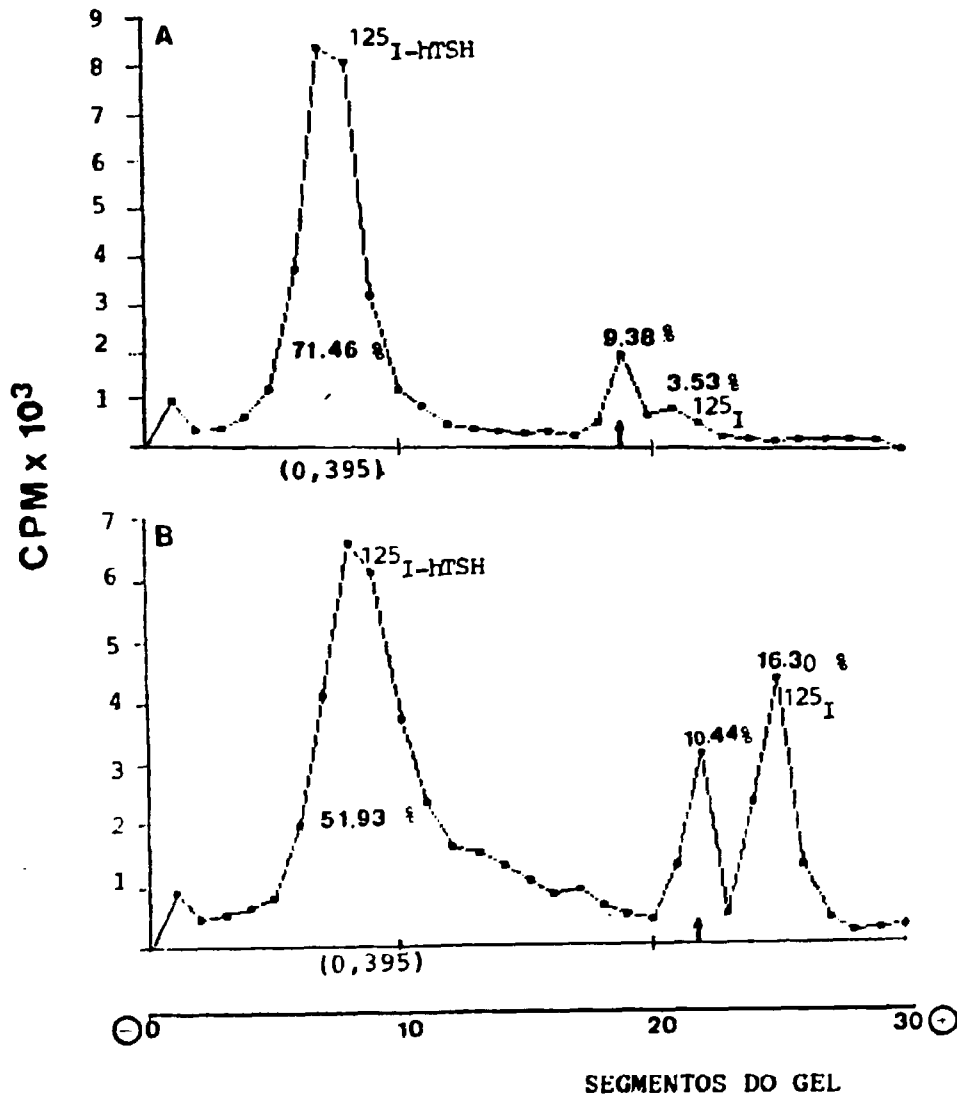 9
A
¹²⁵I-hTSH
8
7
6
5
4
3
2
1
71.46 %
9.38 %
3.53 %
¹²⁵I
(0,395)
CPM x 10³
7
B
¹²⁵I-hTSH
6
5
4
3
2
1
51.93 %
10.44%
16.30 %
¹²⁵I
(0,395)
⊖ 0 10 20 30 ⊕
SEGMENTOS DO GEL